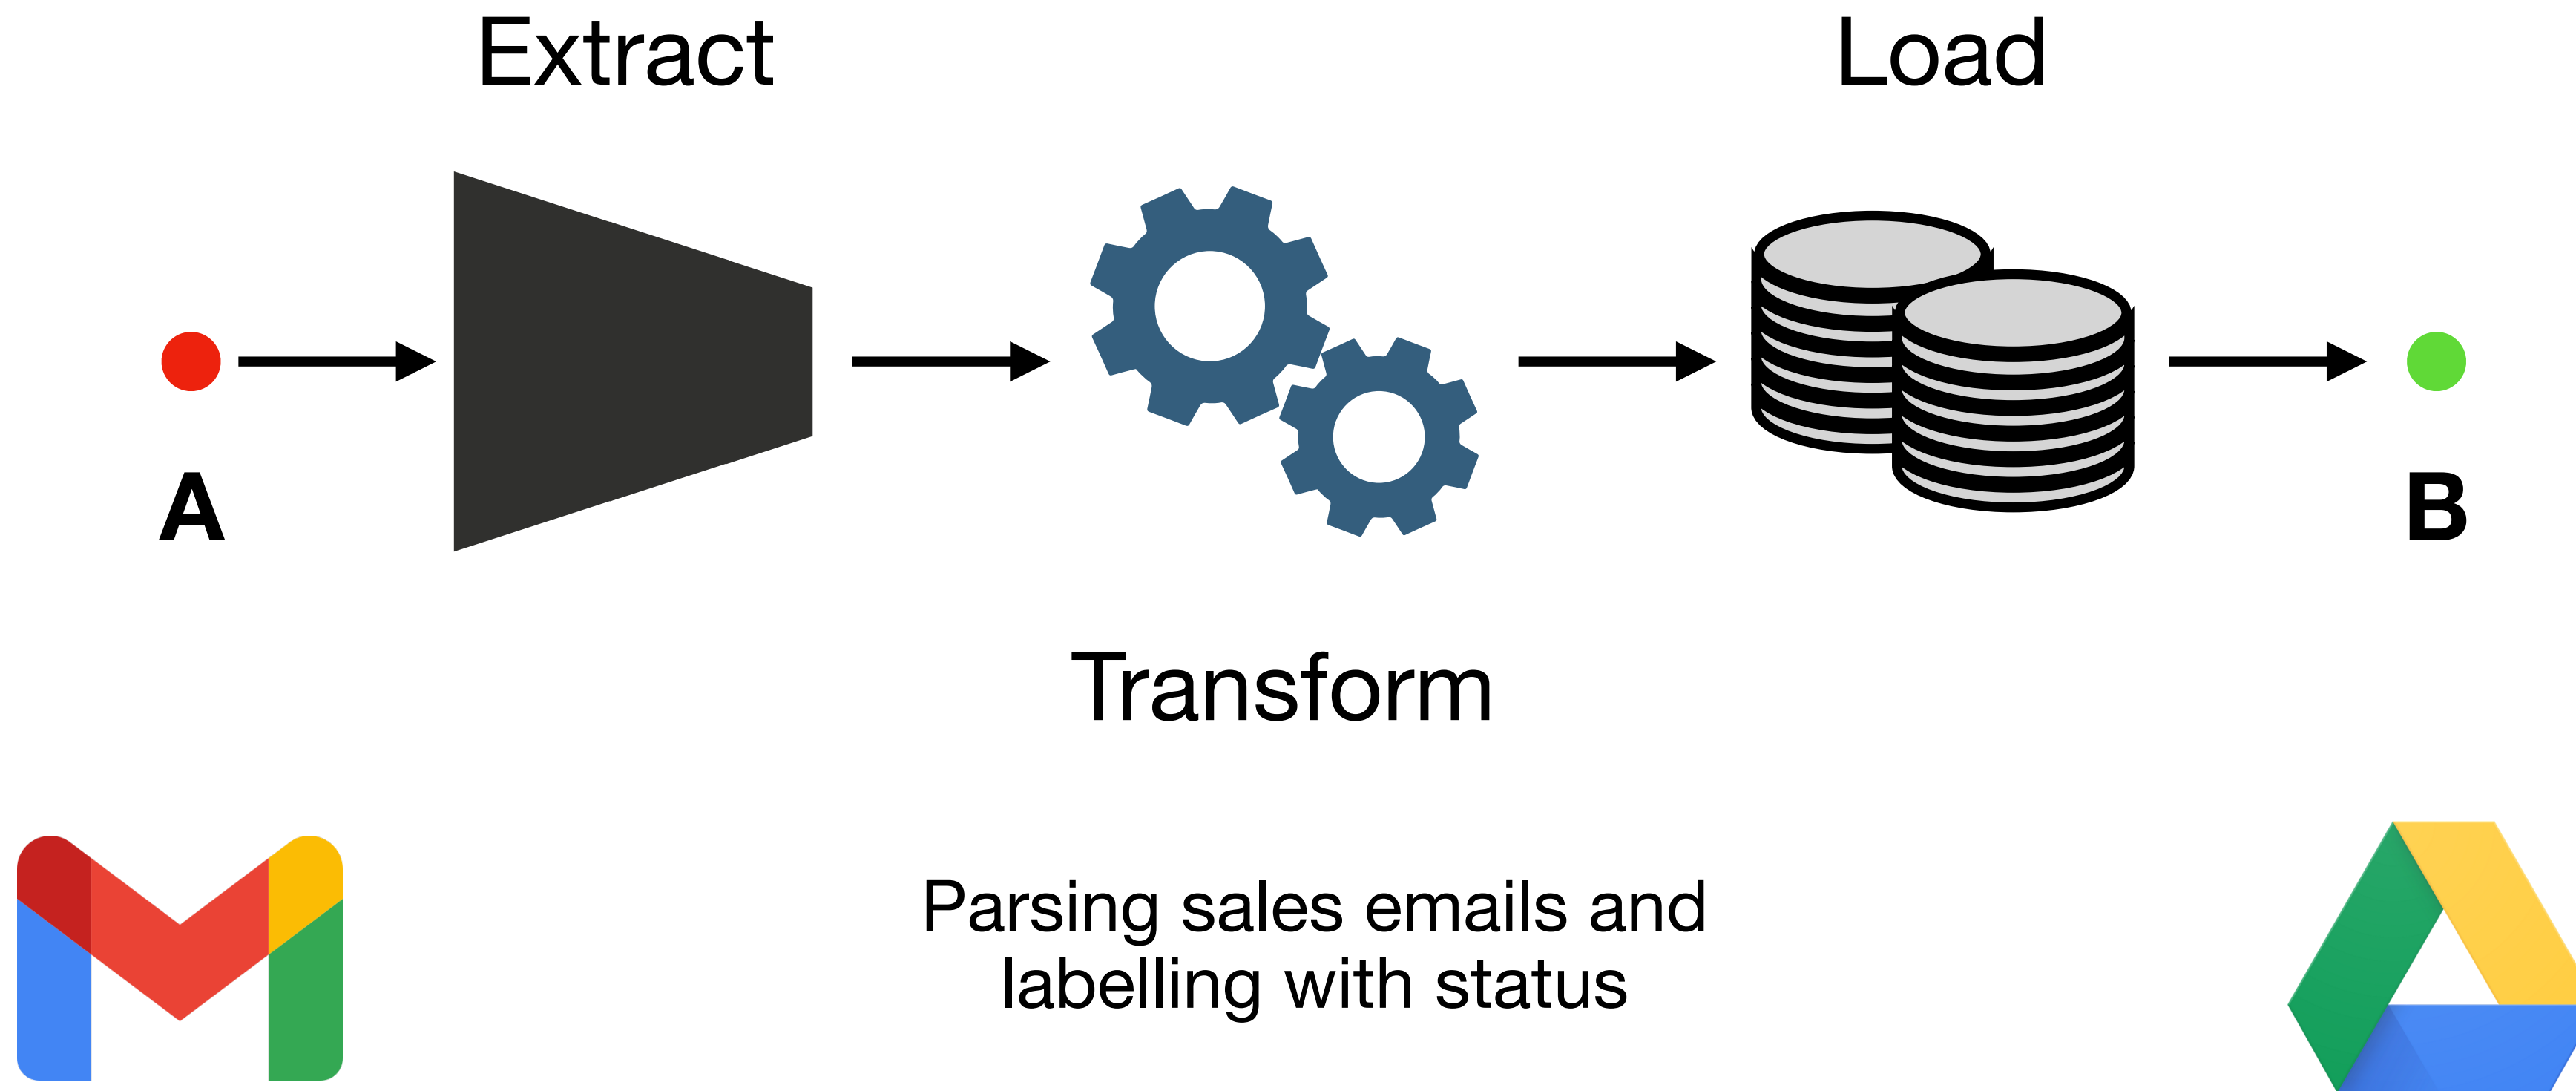 Extract
Load
A
B
Transform
Parsing sales emails and
labelling with status